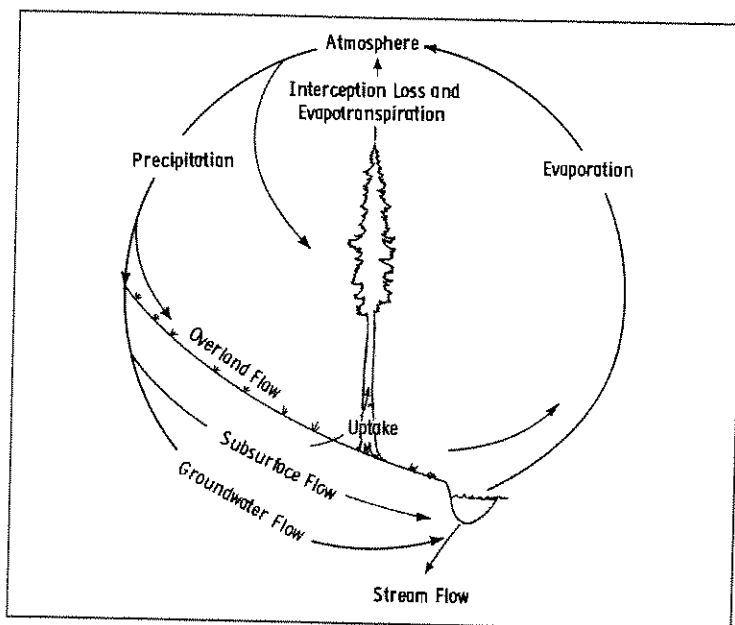 Atmosphere
Interception Loss and
Evapotranspiration
Precipitation
Evaporation
Overland Flow
Uptake
Subsurface Flow
Groundwater Flow
Stream Flow